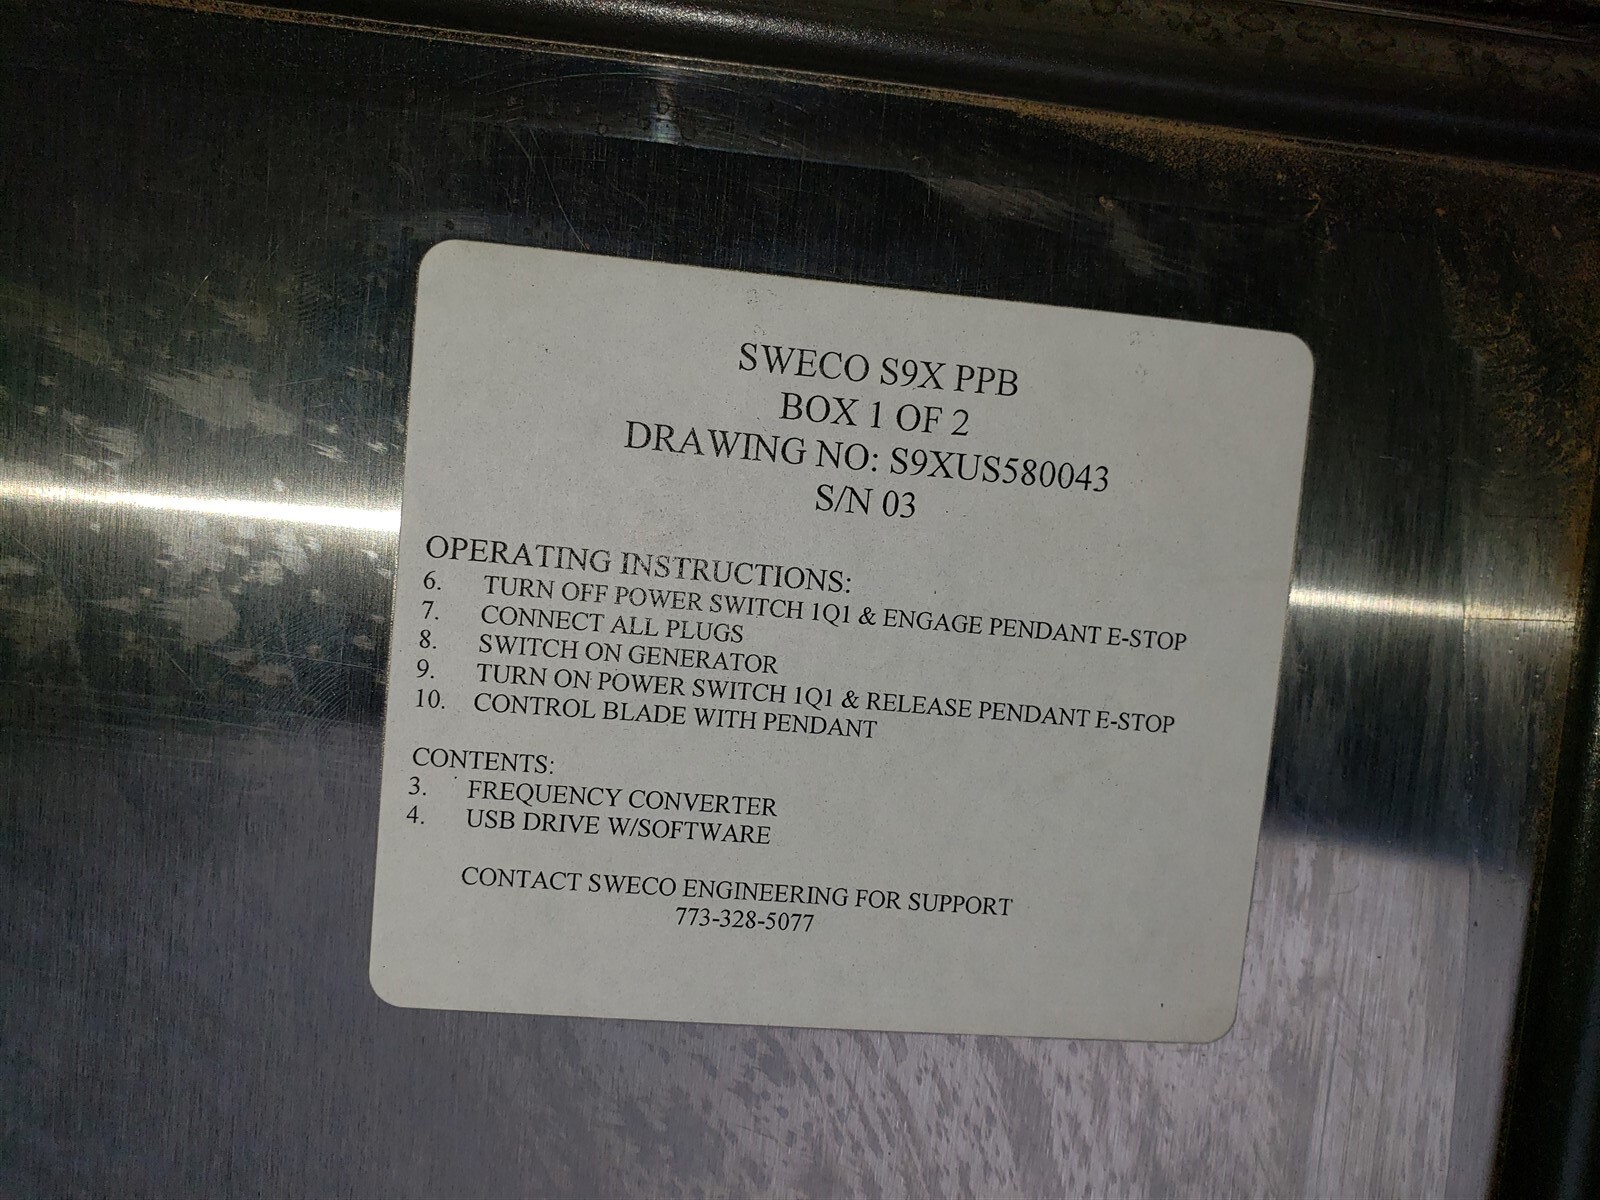 SWECO S9X PPB
BOX 1 OF 2
DRAWING NO: S9XUS580043
S/N 03
OPERATING INSTRUCTIONS:
6. TURN OFF POWER SWITCH 1Q1 & ENGAGE PENDANT E-STOP
7. CONNECT ALL PLUGS
8. SWITCH ON GENERATOR
9. TURN ON POWER SWITCH 1Q1 & RELEASE PENDANT E-STOP
10. CONTROL BLADE WITH PENDANT
CONTENTS:
3. FREQUENCY CONVERTER
4. USB DRIVE W/SOFTWARE
CONTACT SWECO ENGINEERING FOR SUPPORT
773-328-5077